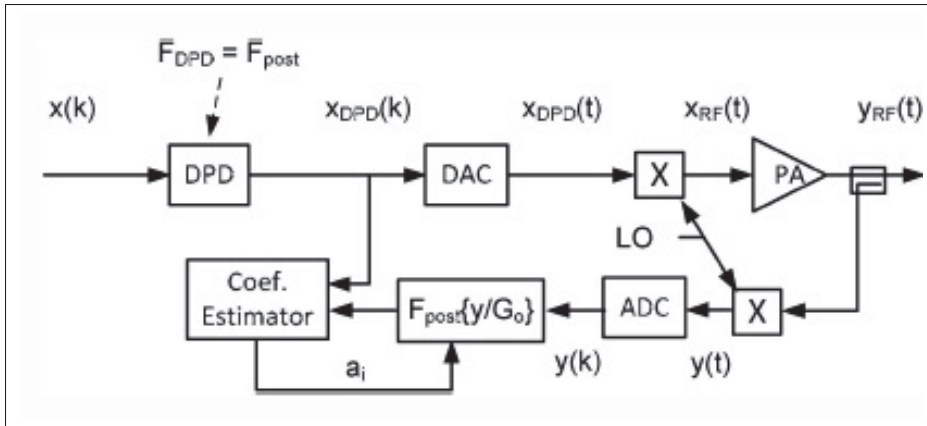 F̄DPD = F̄post
x(k)
xDPD(k)
xDPD(t)
xRF(t)
yRF(t)
DPD
DAC
X
PA
LO
Coef.
Estimator
Fpost{y/Go}
ADC
X
y(k)
y(t)
ai